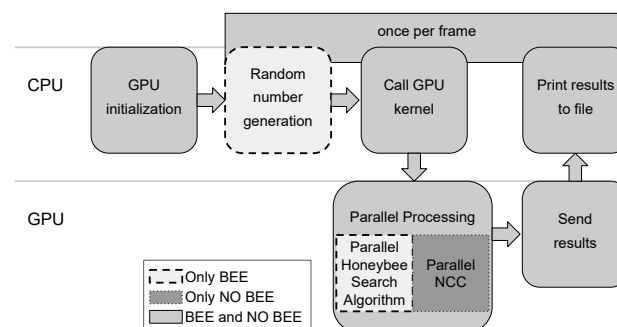 once per frame
CPU
GPU
initialization
Random
number
generation
Call GPU
kernel
Print results
to file
GPU
Parallel Processing
Parallel
Honeybee
Search
Algorithm
Parallel
NCC
Send
results
Only BEE
Only NO BEE
BEE and NO BEE